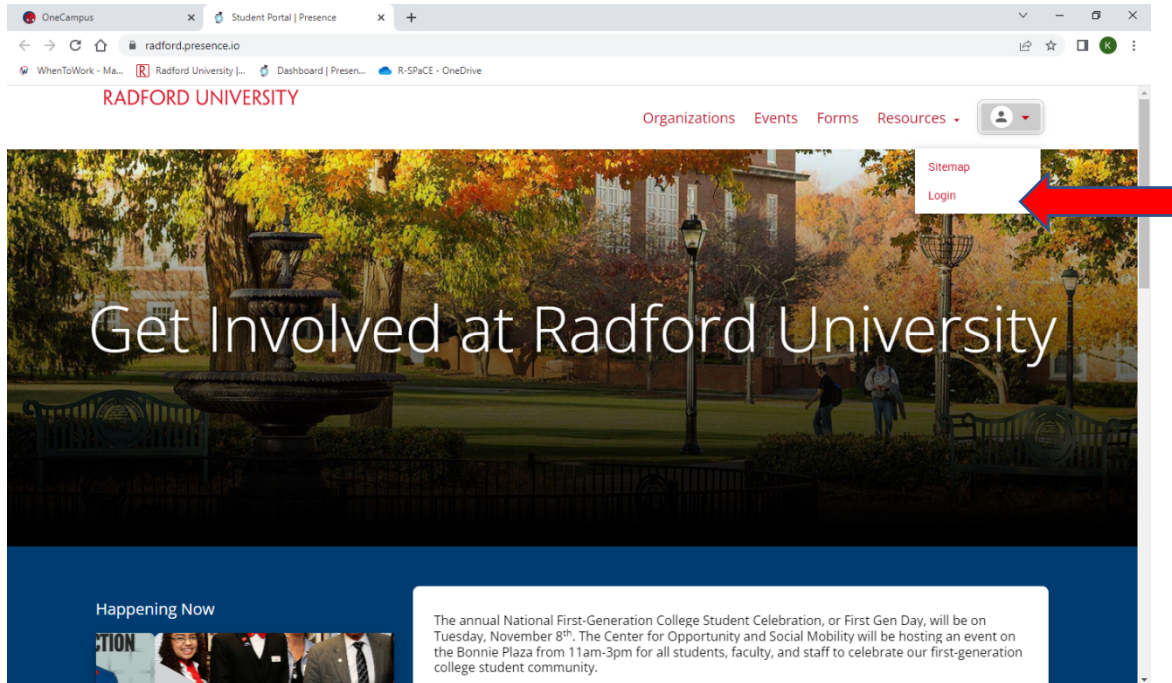 OneCampus
Student Portal | Presence
radford.presence.io
K
WhenToWork - Ma...
Radford University |...
Dashboard | Presen...
R-SPaCE - OneDrive
RADFORD UNIVERSITY
Organizations Events Forms Resources
Sitemap
Login
Get Involved at Radford University
Happening Now
CTION
The annual National First-Generation College Student Celebration, or First Gen Day, will be on
Tuesday, November 8th. The Center for Opportunity and Social Mobility will be hosting an event on
the Bonnie Plaza from 11am-3pm for all students, faculty, and staff to celebrate our first-generation
college student community.